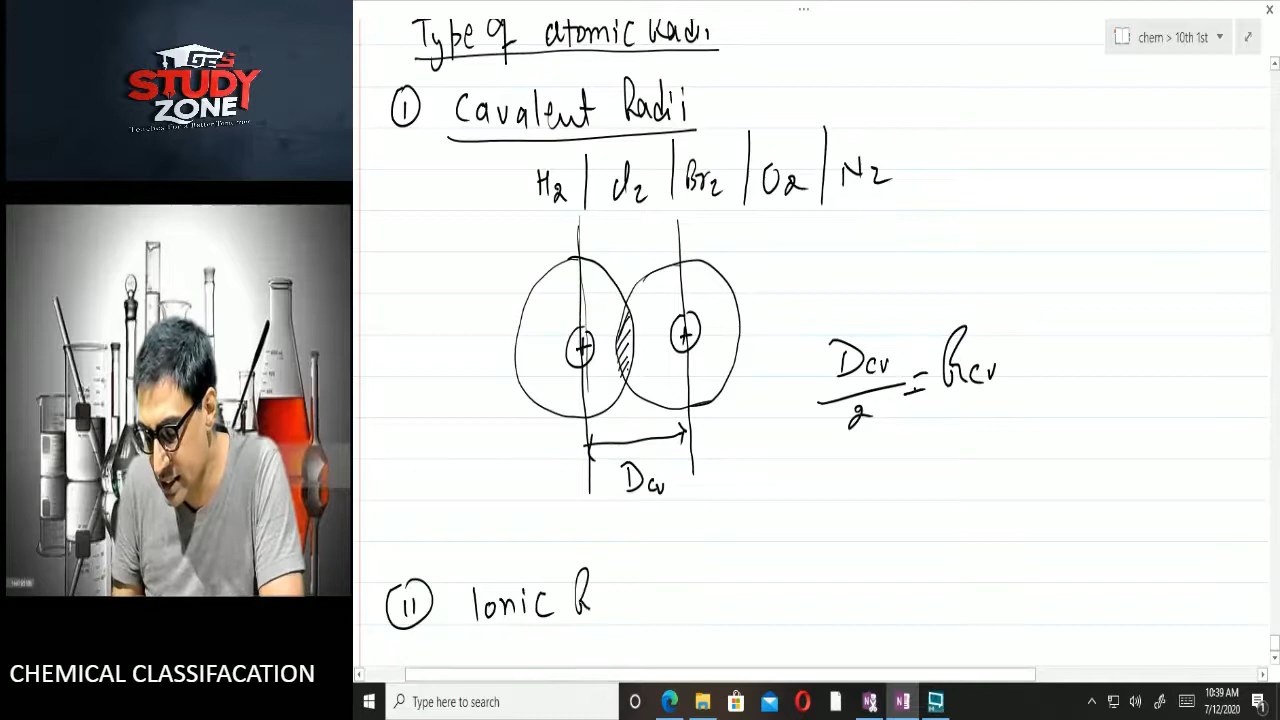 GES
STUDY
ZONE
Type of atomic Radi
chem > 10th 1st
I Cavalent Radii
H2 | Cl2 | Br2 | O2 | N2
+ +
Dcv/2 = Rcv
Dcv
II Ionic R
CHEMICAL CLASSIFACATION
Type here to search
10:39 AM
7/12/2020